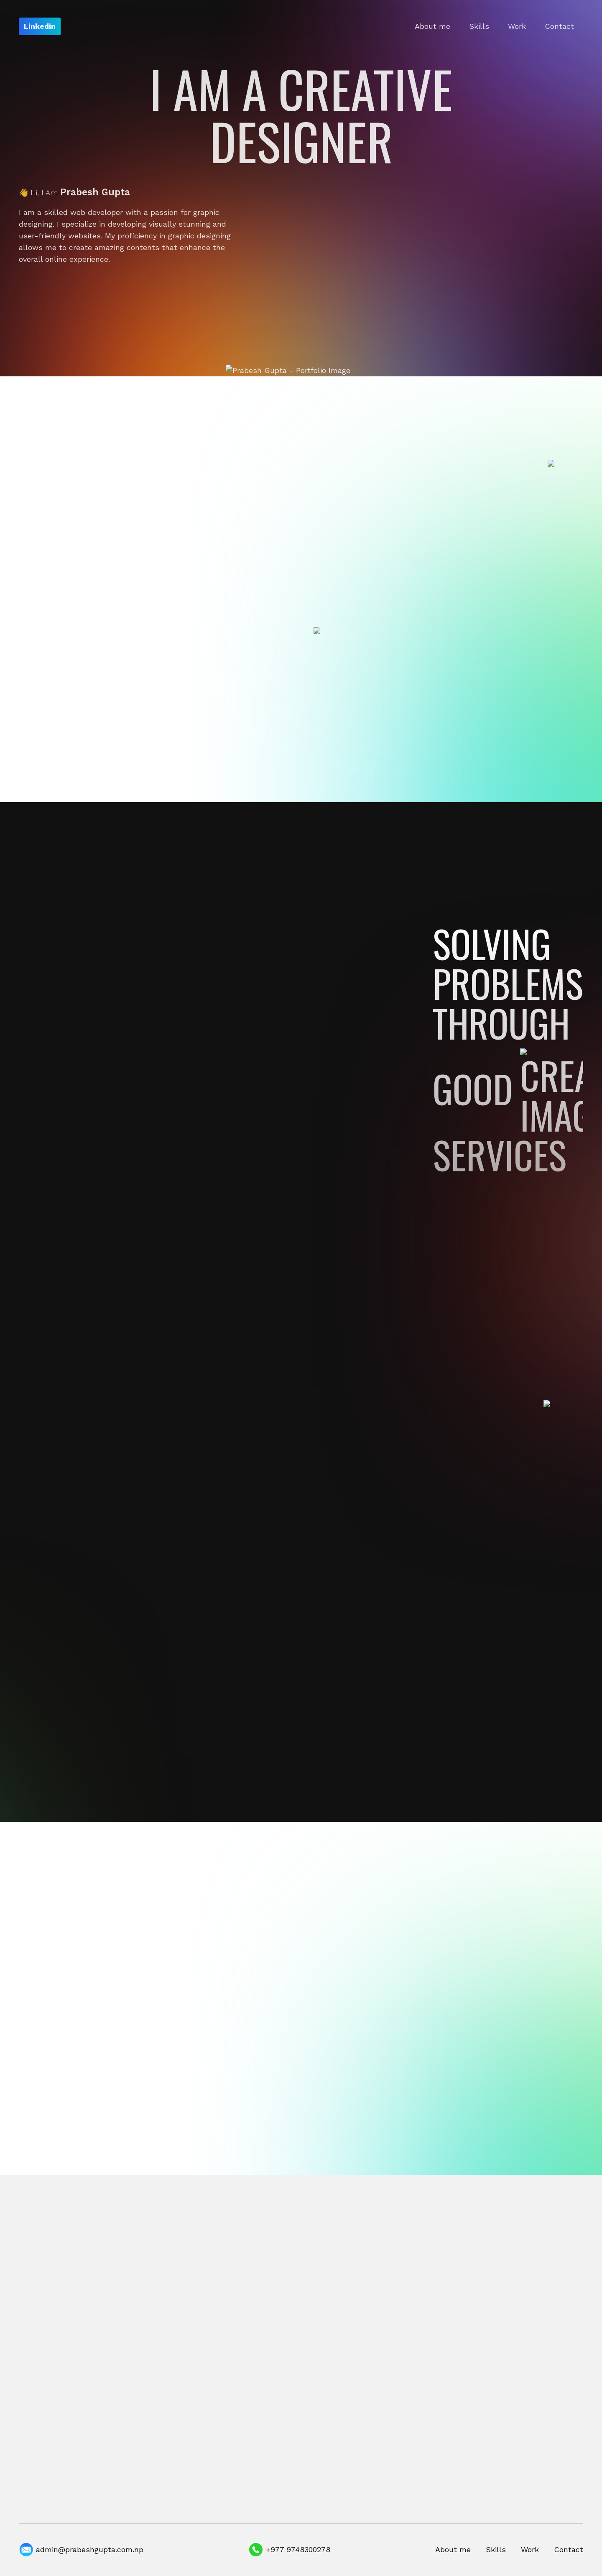 Linkedin
About me Skills Work Contact
I AM A CREATIVE
DESIGNER
👋 Hi, I Am Prabesh Gupta
I am a skilled web developer with a passion for graphic
designing. I specialize in developing visually stunning and
user-friendly websites. My proficiency in graphic designing
allows me to create amazing contents that enhance the
overall online experience.
Prabesh Gupta - Portfolio Image
SOLVING
PROBLEMS
THROUGH
GOOD
SERVICES
admin@prabeshgupta.com.np
+977 9748300278
About me Skills Work Contact